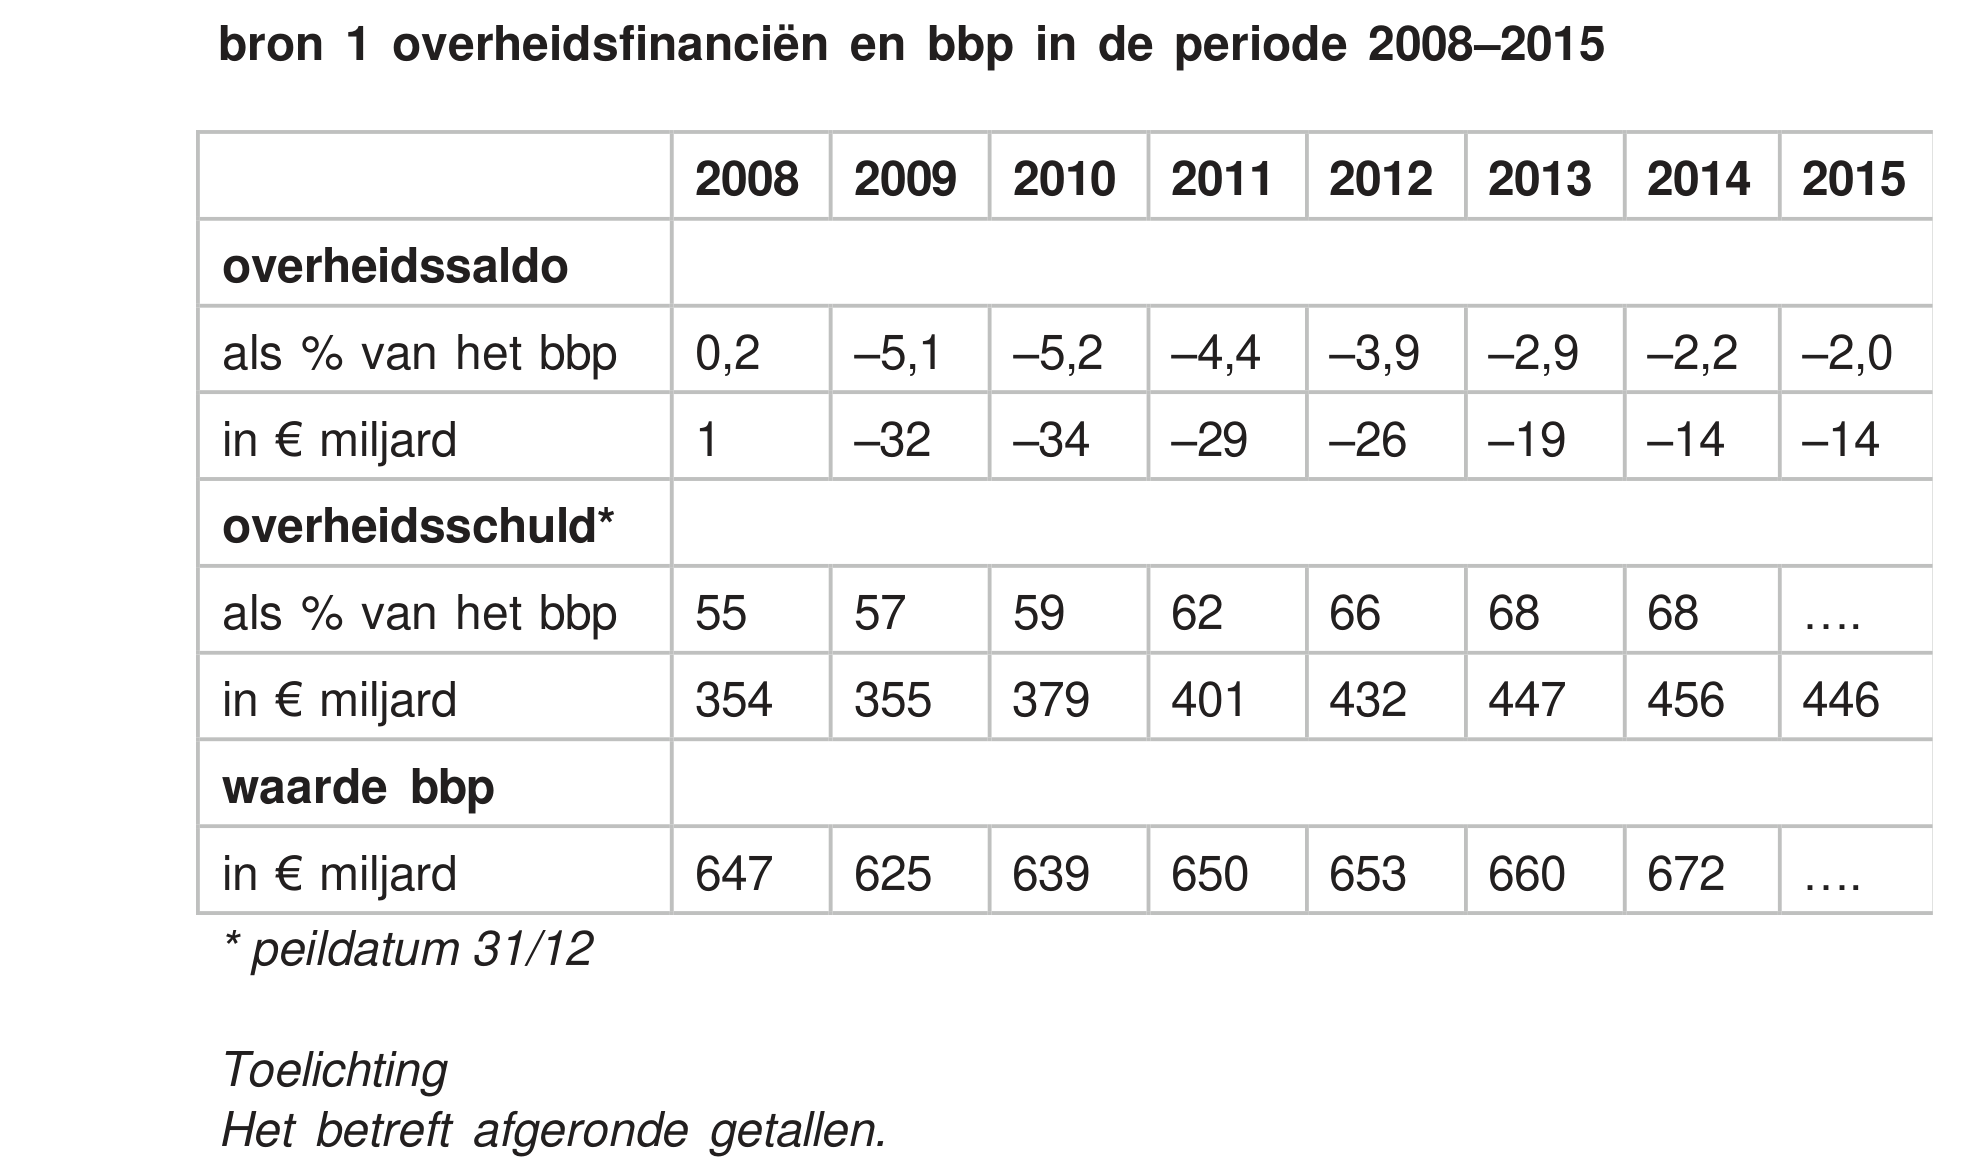 bron 1 overheidsfinanciën en bbp in de periode 2008–2015
2008 2009 2010 2011 2012 2013 2014 2015
overheidssaldo
als % van het bbp 0,2 –5,1 –5,2 –4,4 –3,9 –2,9 –2,2 –2,0
in € miljard 1 –32 –34 –29 –26 –19 –14 –14
overheidsschuld*
als % van het bbp 55 57 59 62 66 68 68 ….
in € miljard 354 355 379 401 432 447 456 446
waarde bbp
in € miljard 647 625 639 650 653 660 672 ….
* peildatum 31/12
Toelichting
Het betreft afgeronde getallen.